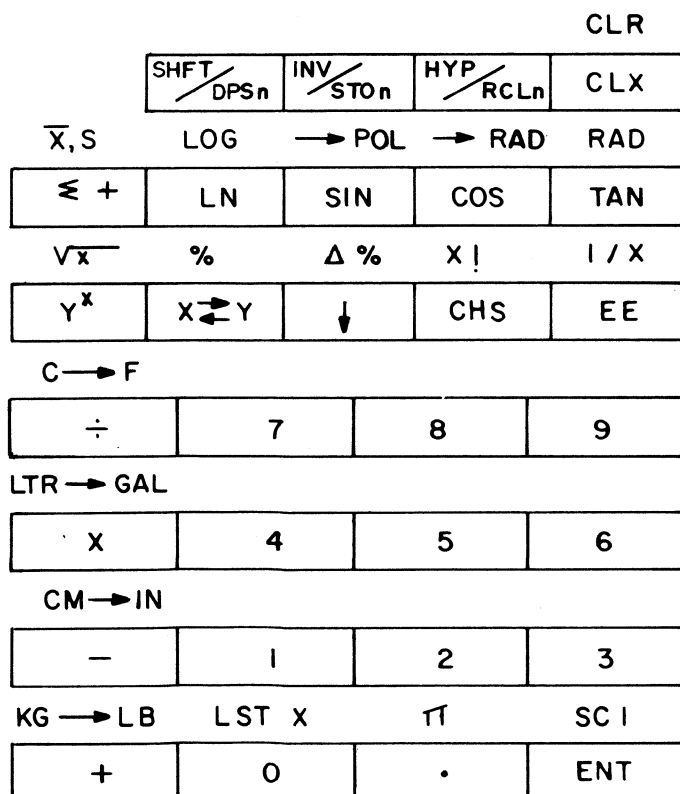 CLR
SHFT/DPSn INV/STOn HYP/RCLn CLX
X̅,S LOG →POL →RAD RAD
Σ+ LN SIN COS TAN
√x % Δ% X! 1/X
Yˣ X⇄Y ↓ CHS EE
C→F
÷ 7 8 9
LTR→GAL
X 4 5 6
CM→IN
− 1 2 3
KG→LB LST X π SCI
+ 0 . ENT